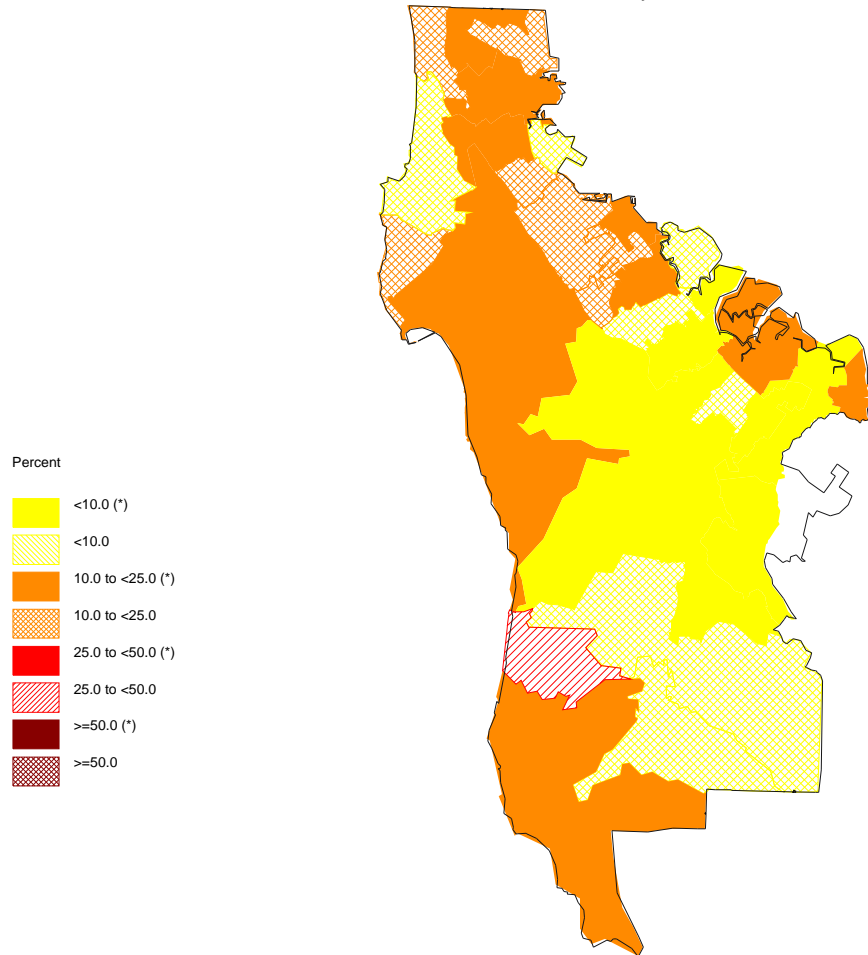 Percent
<10.0 (*)
<10.0
10.0 to <25.0 (*)
10.0 to <25.0
25.0 to <50.0 (*)
25.0 to <50.0
>=50.0 (*)
>=50.0